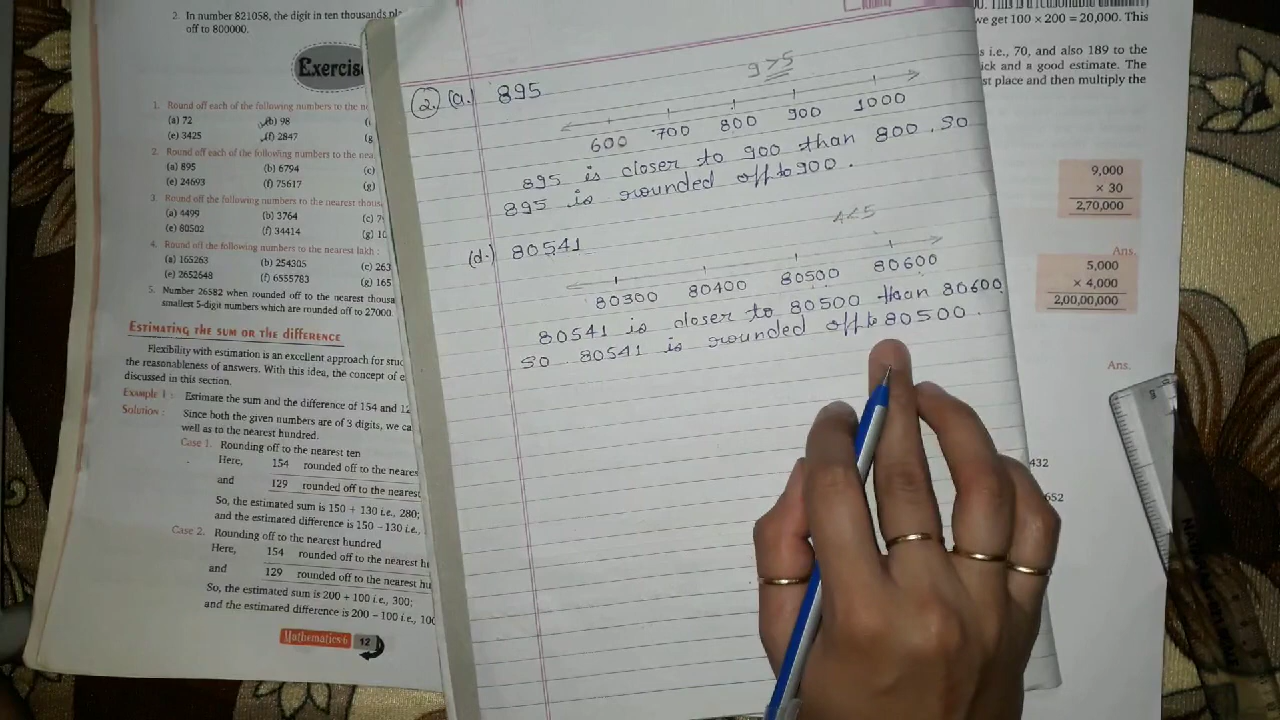 2. In number 821058, the digit in ten thousands
off to 800000.
Exercis
1. Round off each of the following numbers to the
(a) 72 (b) 98
(e) 3425 (f) 2847 (g
2. Round off each of the following numbers to the nea
(a) 895 (b) 6794 (c)
(e) 24693 (f) 75617 (g)
3. Round off the following numbers to the nearest thous
(a) 4499 (b) 3764 (c) 7
(e) 80502 (f) 34414 (g) 10
4. Round off the following numbers to the nearest lakh :
(a) 165263 (b) 254305 (c) 263
(e) 2652648 (f) 6555783 (g) 165
5. Number 26582 when rounded off to the nearest thousa
smallest 5-digit numbers which are rounded off to 27000
ESTIMATING THE SUM OR THE DIFFERENCE
Flexibility with estimation is an excellent approach for stud
the reasonableness of answers. With this idea, the concept of e
discussed in this section.
Example 1 : Estimate the sum and the difference of 154 and 12
Solution : Since both the given numbers are of 3 digits, we ca
well as to the nearest hundred.
Case 1. Rounding off to the nearest ten
Here, 154 rounded off to the neares
and 129 rounded off to the nearest
So, the estimated sum is 150 + 130 i.e., 280;
and the estimated difference is 150 – 130 i.e.,
Case 2. Rounding off to the nearest hundred
Here, 154 rounded off to the nearest h
and 129 rounded off to the nearest hu
So, the estimated sum is 200 + 100 i.e., 300;
and the estimated difference is 200 – 100 i.e., 100
Mathematics-6 12
2. (a.) 895
9 > 5
600 700 800 900 1000
895 is closer to 900 than 800. So
895 is rounded off to 900.
(d.) 80541
4<5
80300 80400 80500 80600
80541 is closer to 80500 than 80600.
So 80541 is rounded off to 80500.
we get 100 × 200 = 20,000. This
s i.e., 70, and also 189 to the
ick and a good estimate. The
st place and then multiply the
9,000
× 30
2,70,000
Ans.
5,000
× 4,000
2,00,00,000
Ans.
432
652